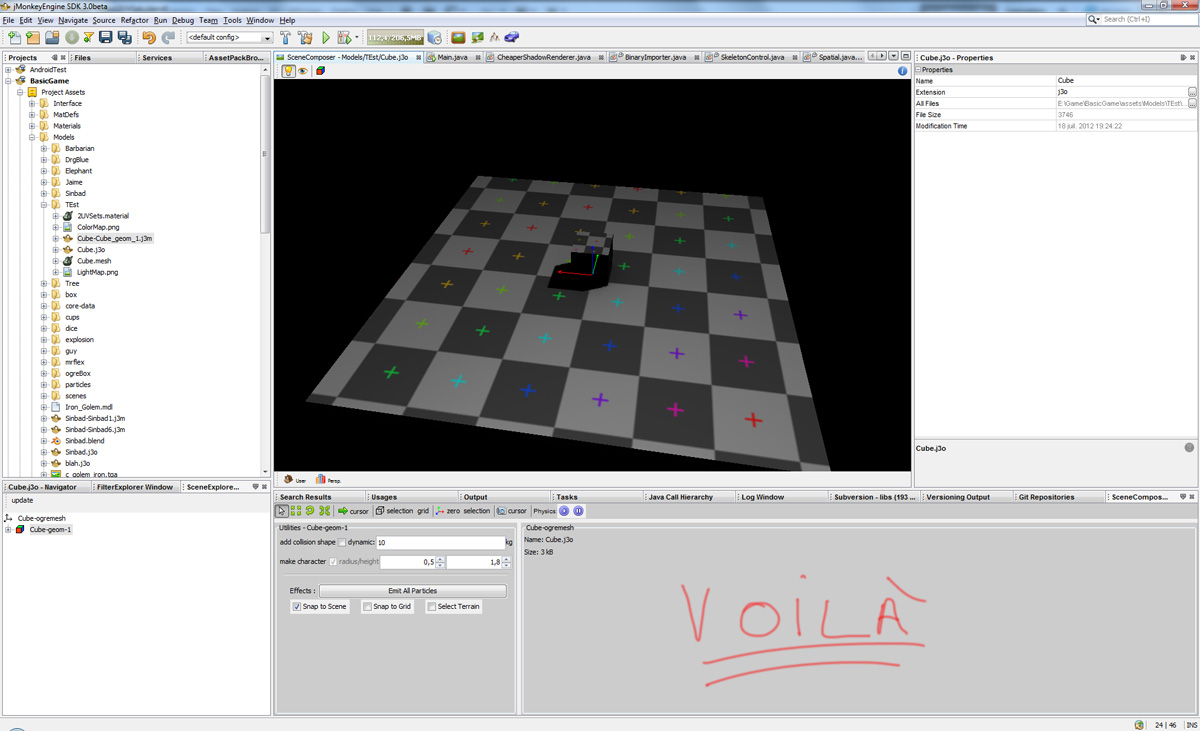 jMonkeyEngine SDK 3.0beta
File Edit View Navigate Source Refactor Run Debug Team Tools Window Help
Search (Ctrl+I)
<default config>
112,4/206,5MB
Projects
Files
Services
AssetPackBro...
AndroidTest
BasicGame
Project Assets
Interface
MatDefs
Materials
Models
Barbarian
DrgBlue
Elephant
Jaime
Sinbad
TEst
2UVSets.material
ColorMap.png
Cube-Cube_geom_1.j3m
Cube.j3o
Cube.mesh
LightMap.png
Tree
box
core-data
cups
dice
explosion
guy
mrflex
ogreBox
particles
scenes
Iron_Golem.mdl
Sinbad-Sinbad1.j3m
Sinbad-Sinbad6.j3m
Sinbad.blend
Sinbad.j3o
blah.j3o
c_golem_iron.tga
SceneComposer - Models/TEst/Cube.j3o
Main.java
CheaperShadowRenderer.java
BinaryImporter.java
SkeletonControl.java
Spatial.java...
User
Persp.
Cube.j3o - Properties
Properties
Name Cube
Extension j3o
All Files E:\Game\BasicGame\assets\Models\TEst\...
File Size 3746
Modification Time 18 juil. 2012 19:24:22
Cube.j3o
Cube.j3o - Navigator
FilterExplorer Window
SceneExplore...
update
Cube-ogremesh
Cube-geom-1
Search Results
Usages
Output
Tasks
Java Call Hierarchy
Log Window
Subversion - libs (193 ...
Versioning Output
Git Repositories
SceneCompos...
cursor selection grid zero selection cursor Physics:
Utilities - Cube-geom-1
add collision shape dynamic: 10 kg
make character radius/height 0,5 1,8
Effects : Emit All Particles
Snap to Scene Snap to Grid Select Terrain
Cube-ogremesh
Name: Cube.j3o
Size: 3 kB
VOILÀ
24 | 46 INS